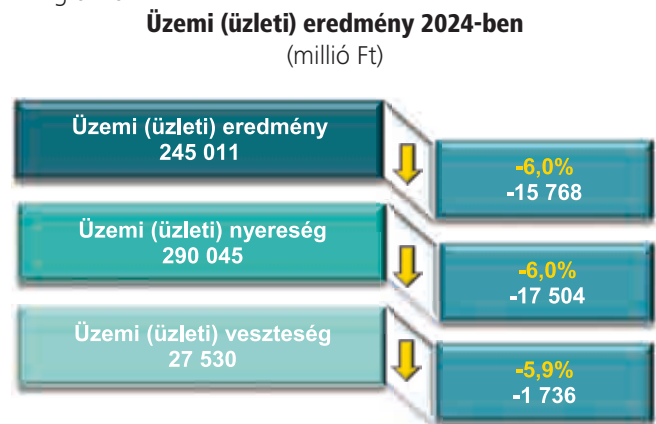 Üzemi (üzleti) eredmény 2024-ben
(millió Ft)
Üzemi (üzleti) eredmény
245 011
-6,0%
-15 768
Üzemi (üzleti) nyereség
290 045
-6,0%
-17 504
Üzemi (üzleti) veszteség
27 530
-5,9%
-1 736